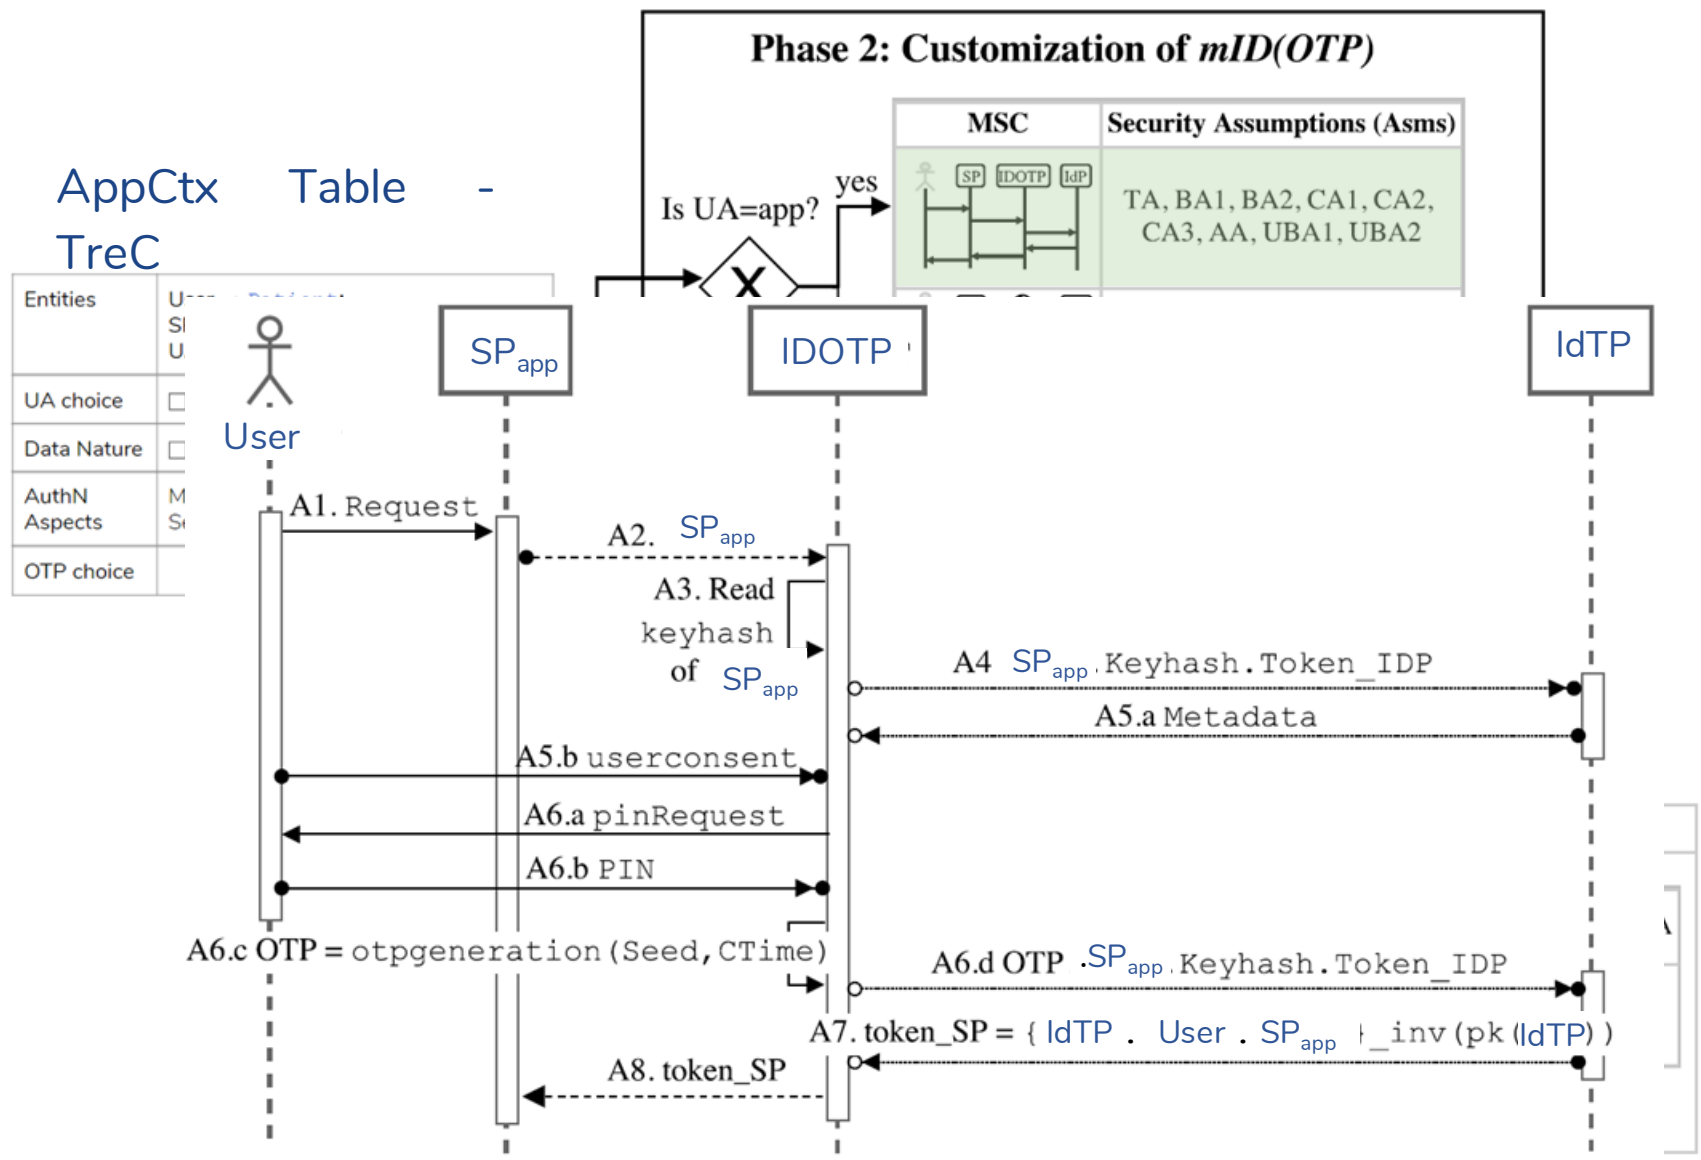 Phase 2: Customization of mID(OTP)
MSC
Security Assumptions (Asms)
AppCtx Table -
TreC
Is UA=app?
yes
SP
IDOTP
IdP
TA, BA1, BA2, CA1, CA2,
CA3, AA, UBA1, UBA2
X
Entities
UA choice
Data Nature
AuthN
Aspects
OTP choice
User
SPapp
IDOTP
IdTP
A1. Request
A2. SPapp
A3. Read
keyhash
of SPapp
A4 SPapp.Keyhash.Token_IDP
A5.a Metadata
A5.b userconsent
A6.a pinRequest
A6.b PIN
A6.c OTP = otpgeneration(Seed,CTime)
A6.d OTP .SPapp.Keyhash.Token_IDP
A7. token_SP = { IdTP . User . SPapp }_inv(pk(IdTP))
A8. token_SP